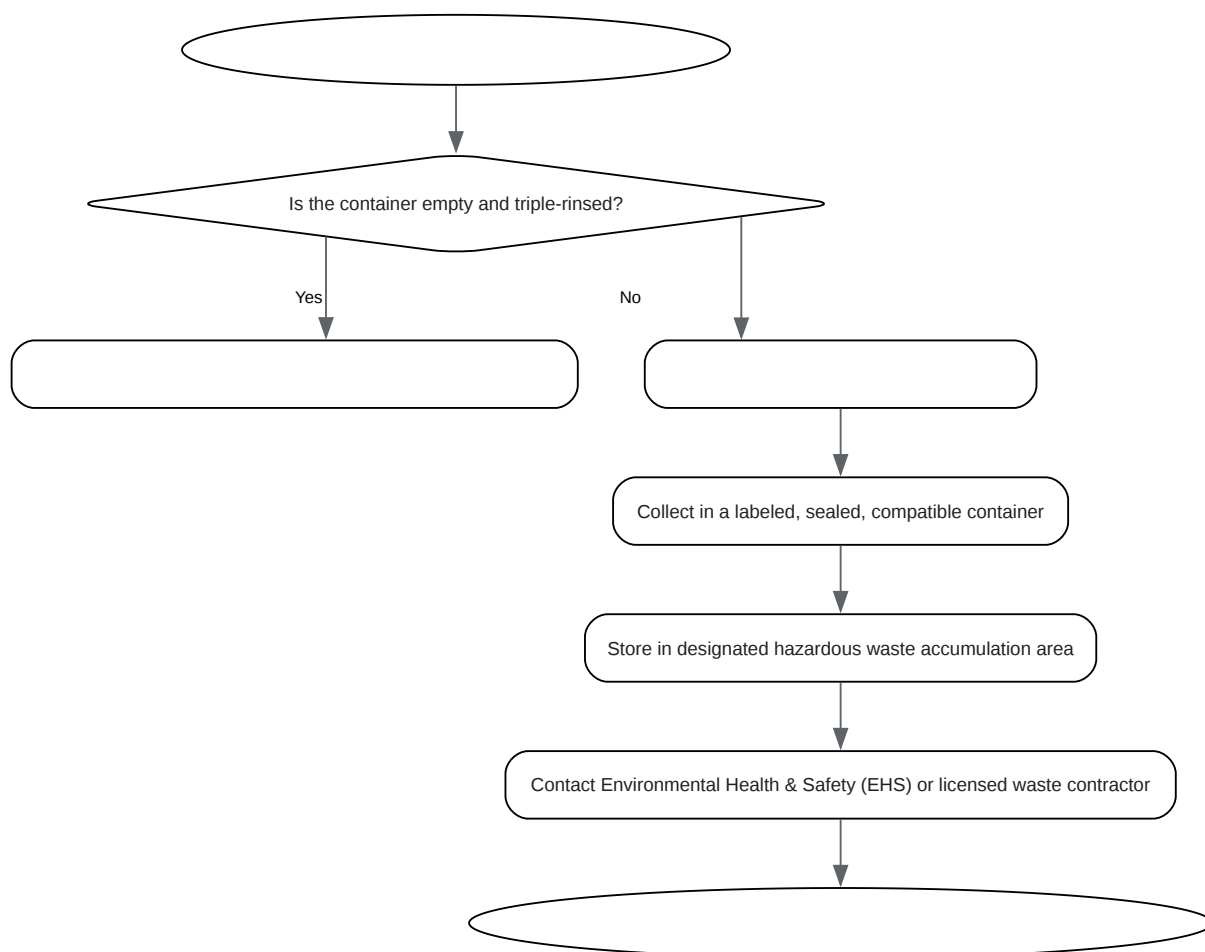 Is the container empty and triple-rinsed?
Yes
No
Collect in a labeled, sealed, compatible container
Store in designated hazardous waste accumulation area
Contact Environmental Health & Safety (EHS) or licensed waste contractor